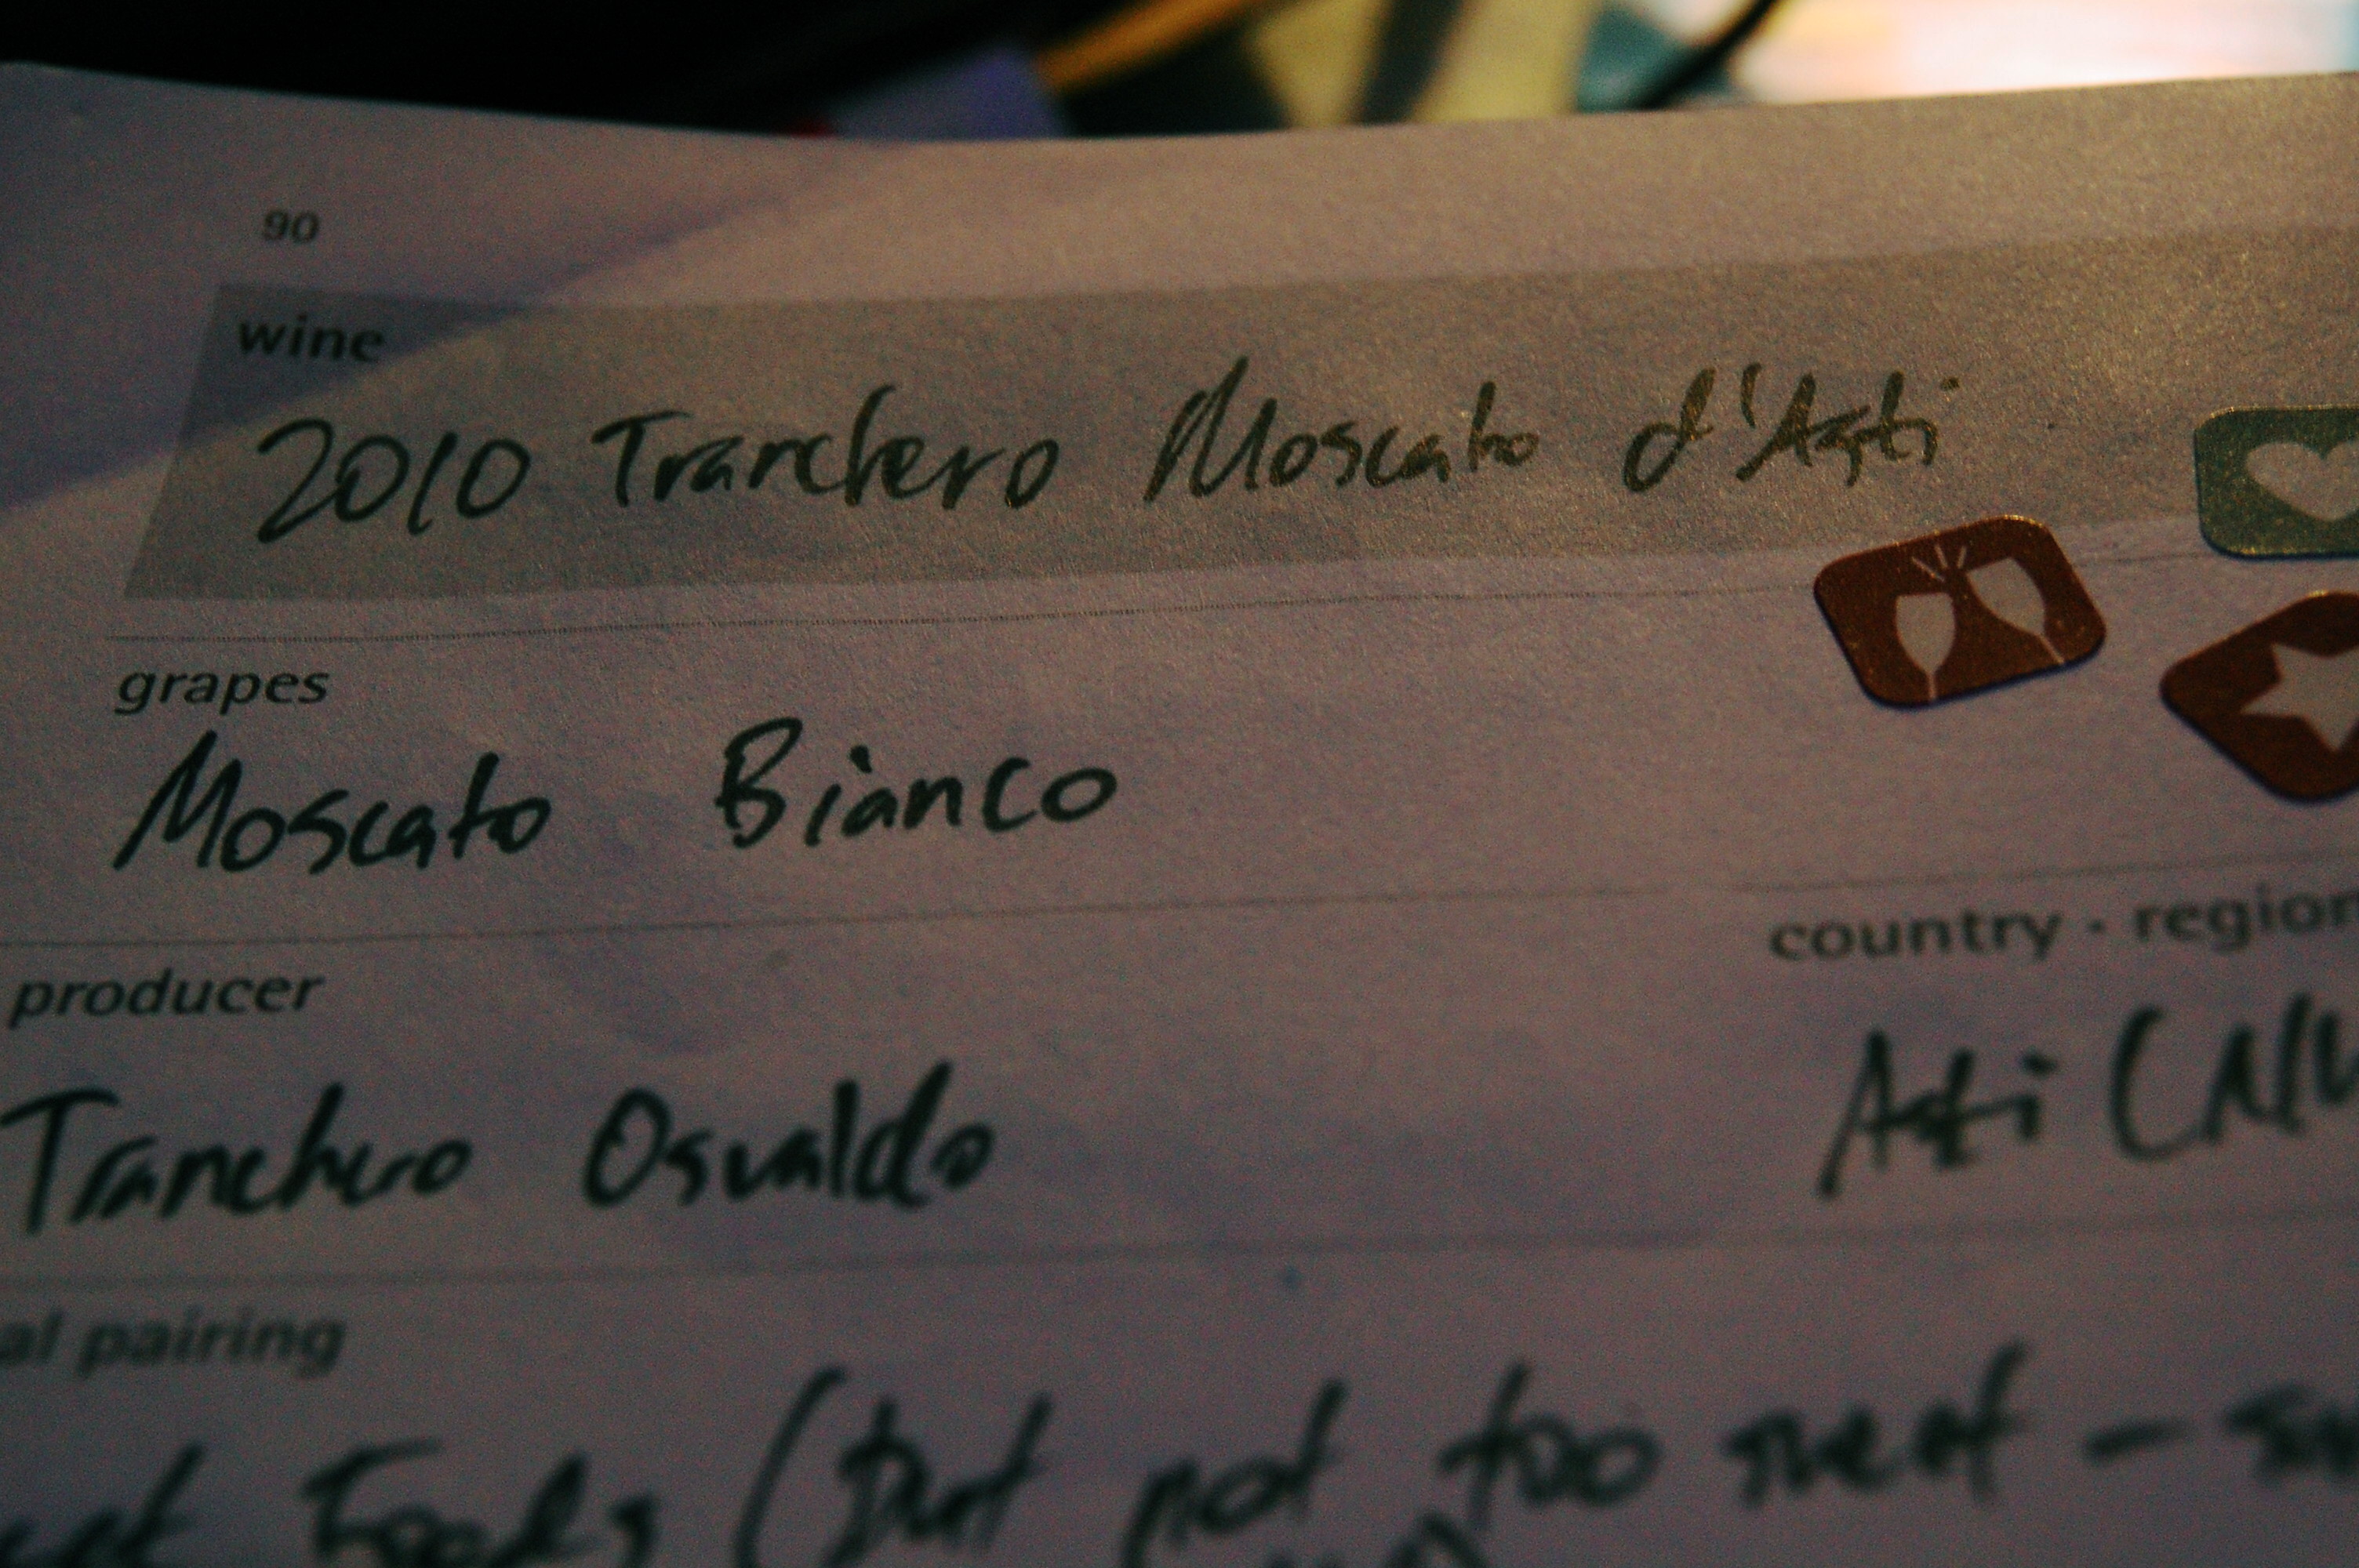 90
wine
2010 Tranchero Moscato d'Asti
grapes
Moscato Bianco
producer
country · region
Tranchero Osvaldo
Asti
al pairing
Foods (but not too sweet -